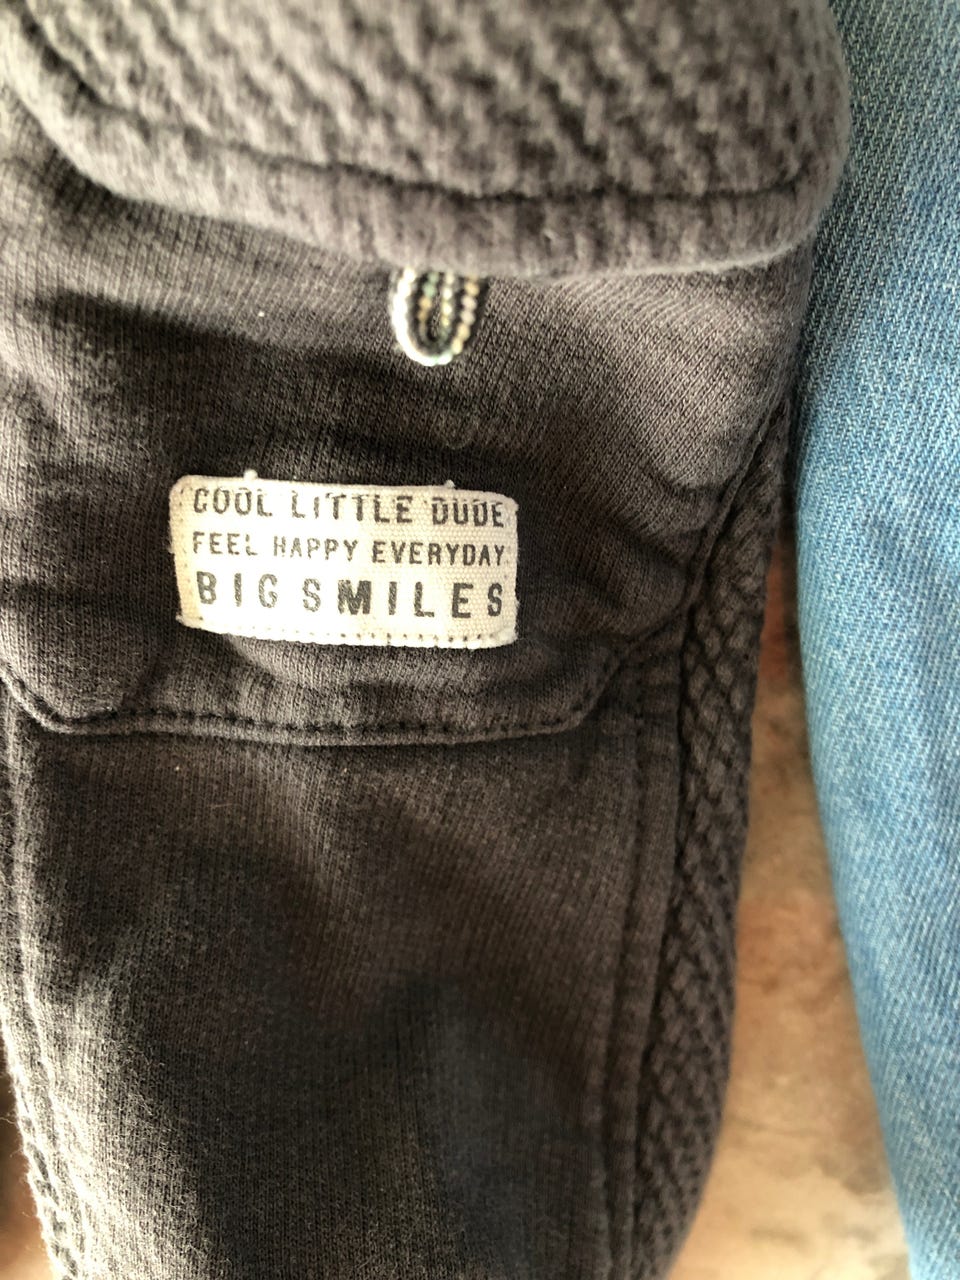 COOL LITTLE DUDE
FEEL HAPPY EVERYDAY
BIG SMILES